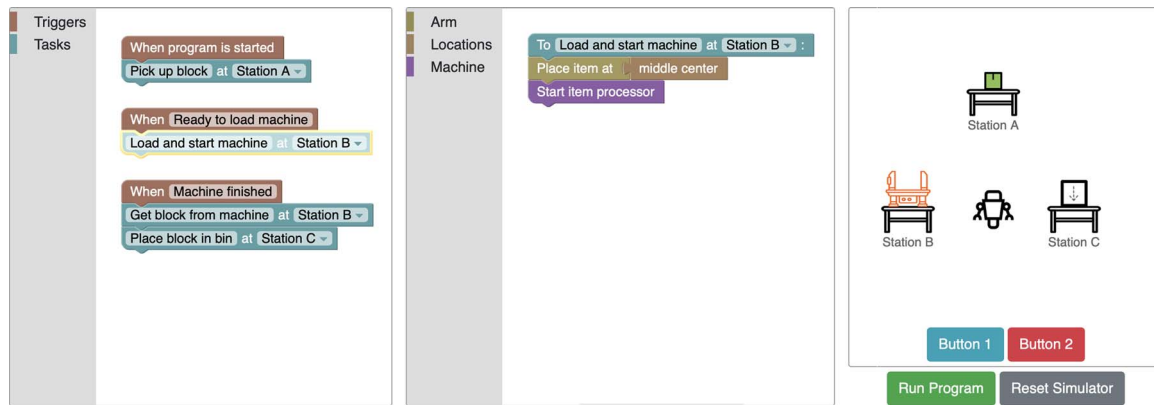 Triggers
Tasks
When program is started
Pick up block at Station A
When Ready to load machine
Load and start machine at Station B
When Machine finished
Get block from machine at Station B
Place block in bin at Station C
Arm
Locations
Machine
To Load and start machine at Station B :
Place item at middle center
Start item processor
Station A
Station B
Station C
Button 1
Button 2
Run Program
Reset Simulator